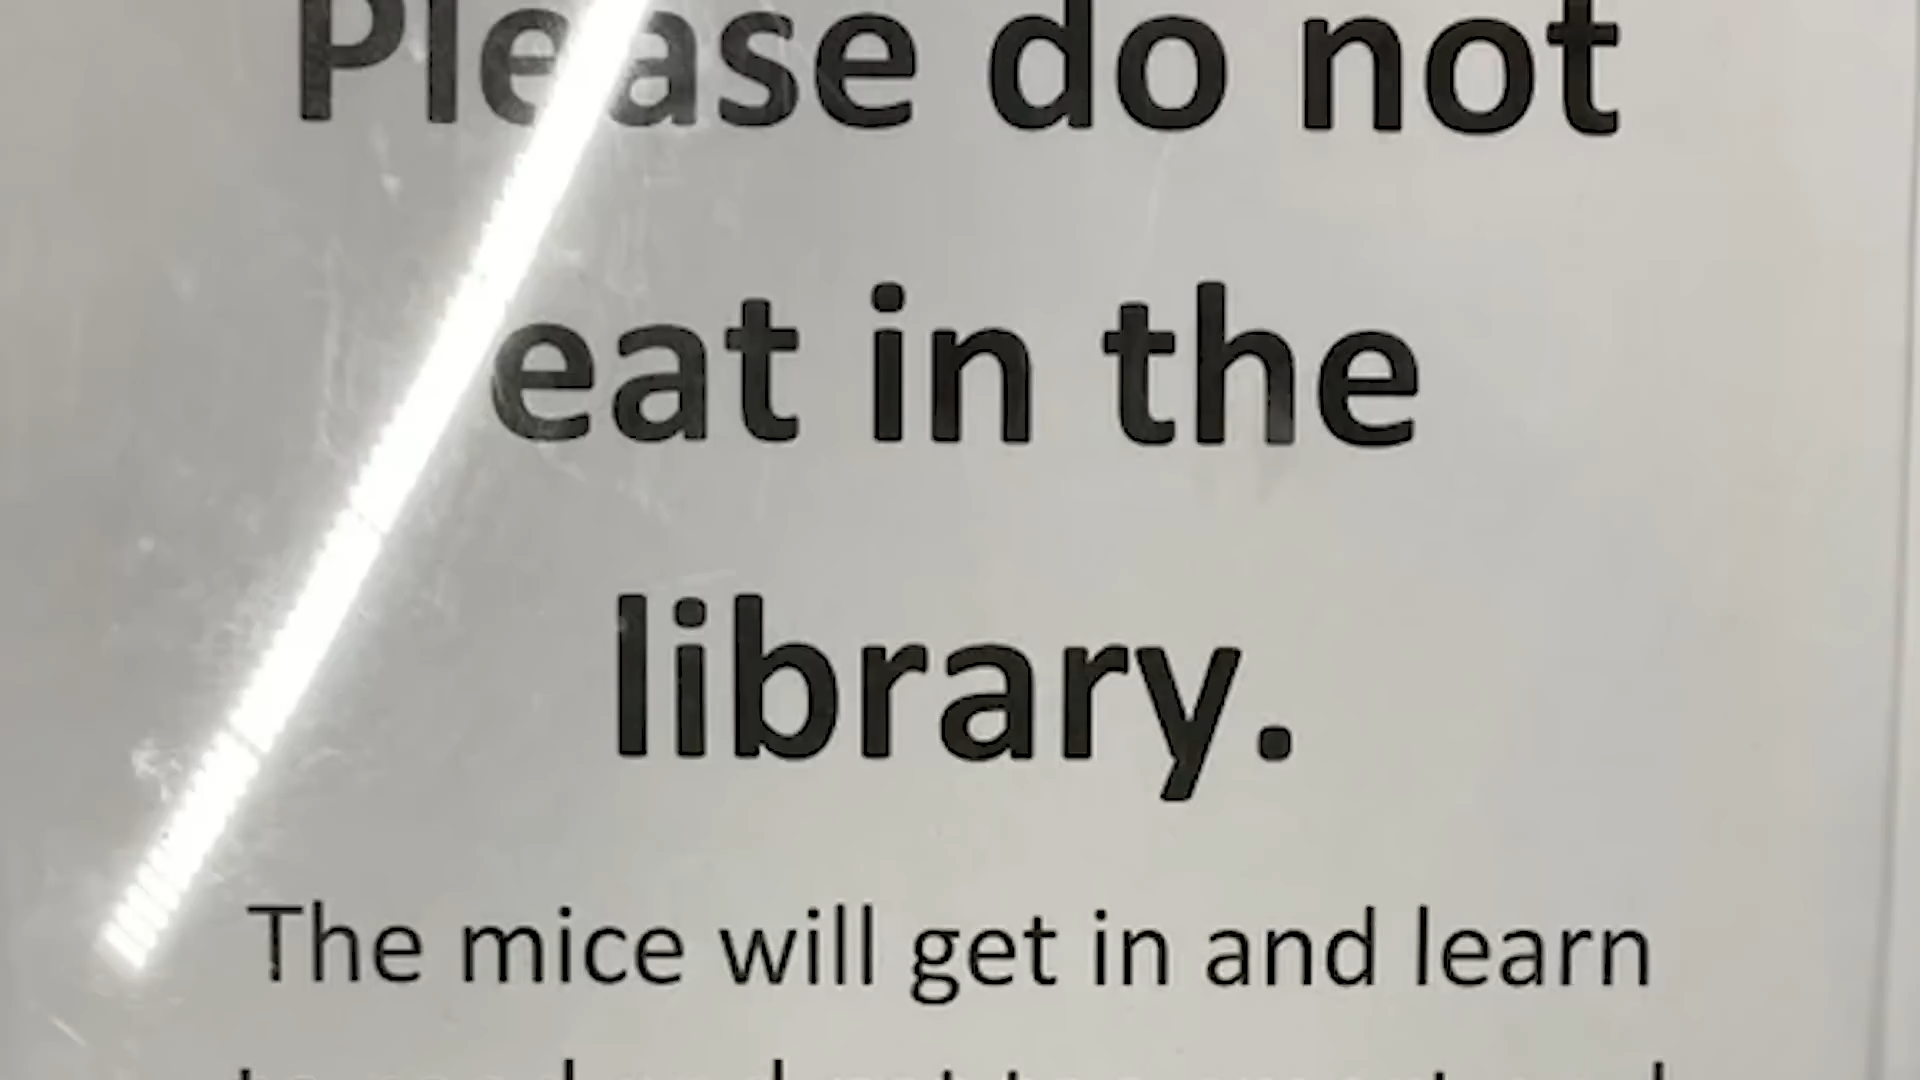 Please do not
eat in the
library.
The mice will get in and learn